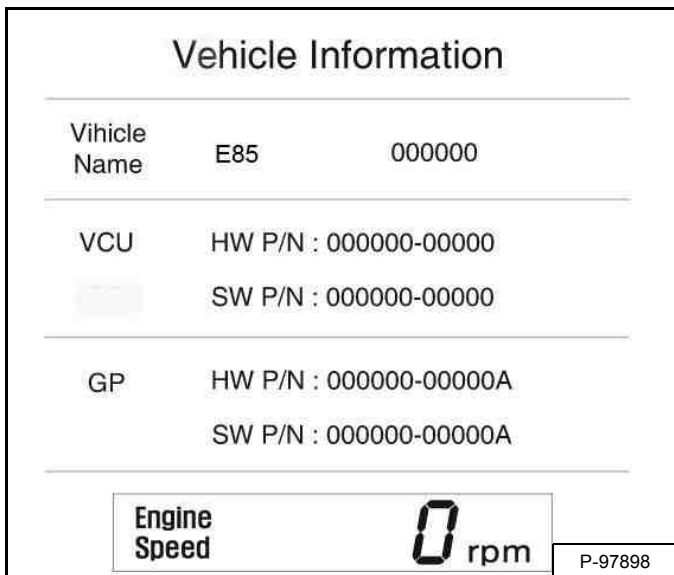 Vehicle Information
Vihicle
Name
E85 000000
VCU HW P/N : 000000-00000
SW P/N : 000000-00000
GP HW P/N : 000000-00000A
SW P/N : 000000-00000A
Engine
Speed
0 rpm
P-97898